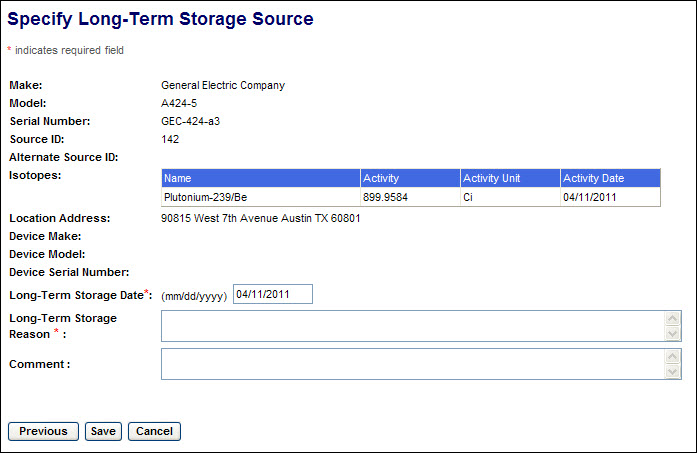 Specify Long-Term Storage Source
* indicates required field
Make: General Electric Company
Model: A424-5
Serial Number: GEC-424-a3
Source ID: 142
Alternate Source ID:
Isotopes:
Name Activity Activity Unit Activity Date
Plutonium-239/Be 899.9584 Ci 04/11/2011
Location Address: 90815 West 7th Avenue Austin TX 60801
Device Make:
Device Model:
Device Serial Number:
Long-Term Storage Date*: (mm/dd/yyyy) 04/11/2011
Long-Term Storage
Reason * :
Comment :
Previous Save Cancel